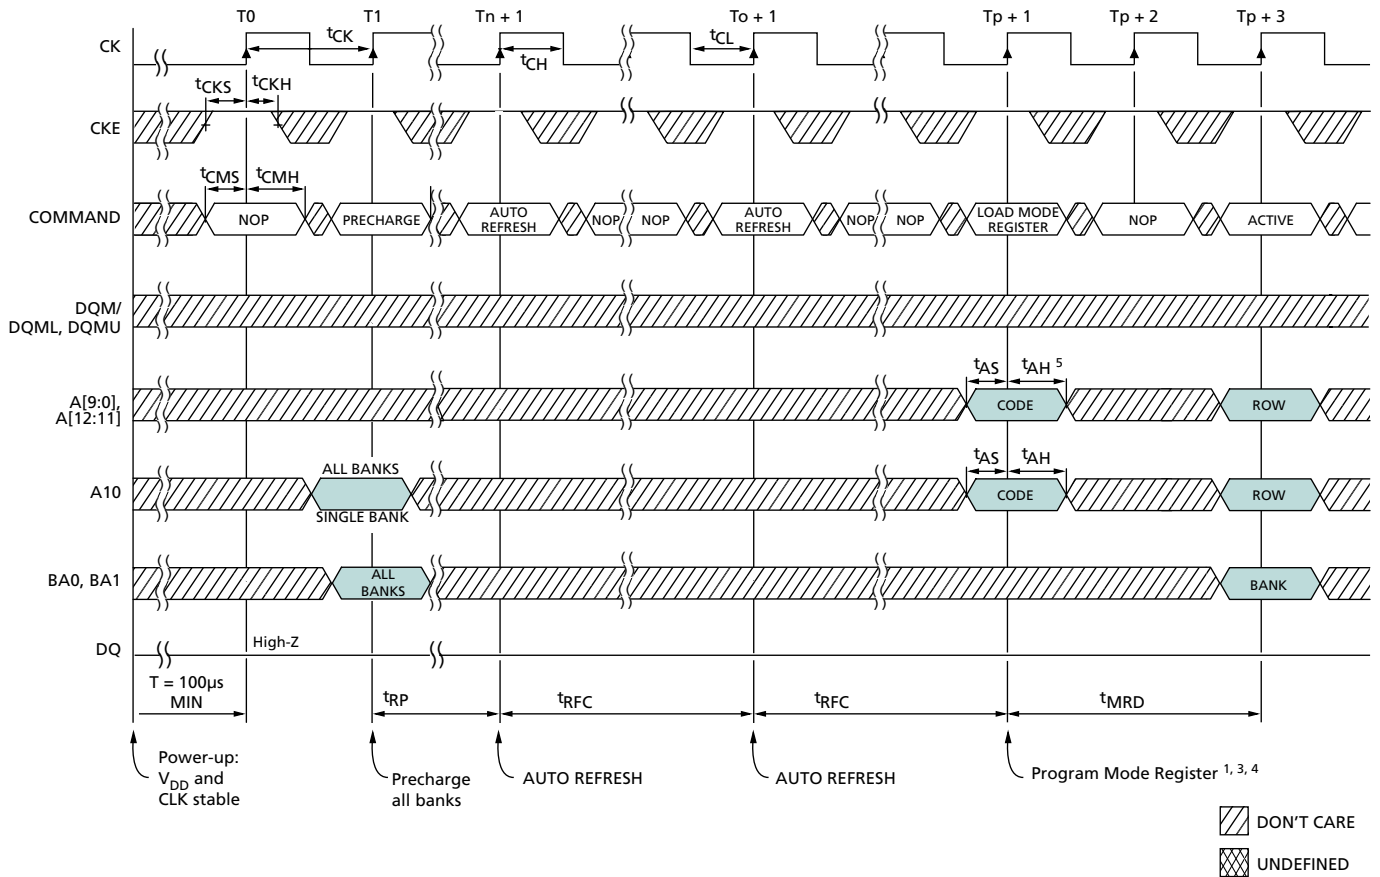 T0 T1 Tn + 1 To + 1 Tp + 1 Tp + 2 Tp + 3
CK
tCK
tCH
tCL
tCKS tCKH
CKE
tCMS tCMH
COMMAND
NOP
PRECHARGE
AUTO
REFRESH
NOP
NOP
AUTO
REFRESH
NOP
NOP
LOAD MODE
REGISTER
NOP
ACTIVE
DQM/
DQML, DQMU
tAS tAH 5
A[9:0],
A[12:11]
CODE
ROW
ALL BANKS
tAS tAH
A10
CODE
ROW
SINGLE BANK
BA0, BA1
ALL
BANKS
BANK
DQ
High-Z
T = 100µs
MIN
tRP
tRFC
tRFC
tMRD
Power-up:
VDD and
CLK stable
Precharge
all banks
AUTO REFRESH
AUTO REFRESH
Program Mode Register 1, 3, 4
DON'T CARE
UNDEFINED